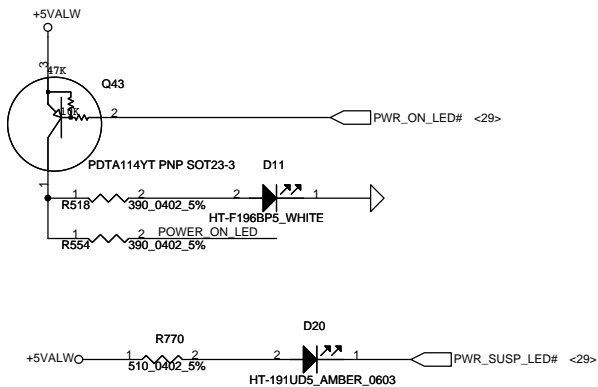 +5VALW
3
47K
Q43
10K
2
PWR_ON_LED# <29>
PDTA114YT PNP SOT23-3
D11
1
1 2 2 1
R518 390_0402_5%
HT-F196BP5_WHITE
1 2 POWER_ON_LED
R554 390_0402_5%
D20
R770
+5VALW 1 2 2 1 PWR_SUSP_LED# <29>
510_0402_5%
HT-191UD5_AMBER_0603